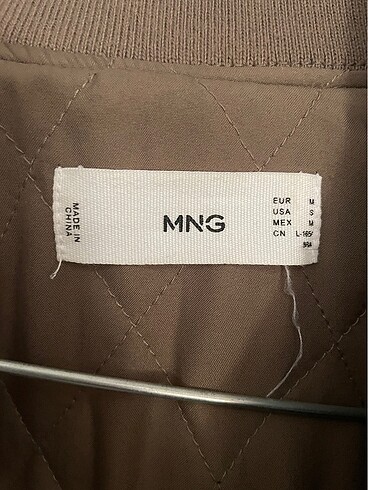 MADE IN
CHINA
MNG
EUR M
USA S
MEX M
CN L-165/